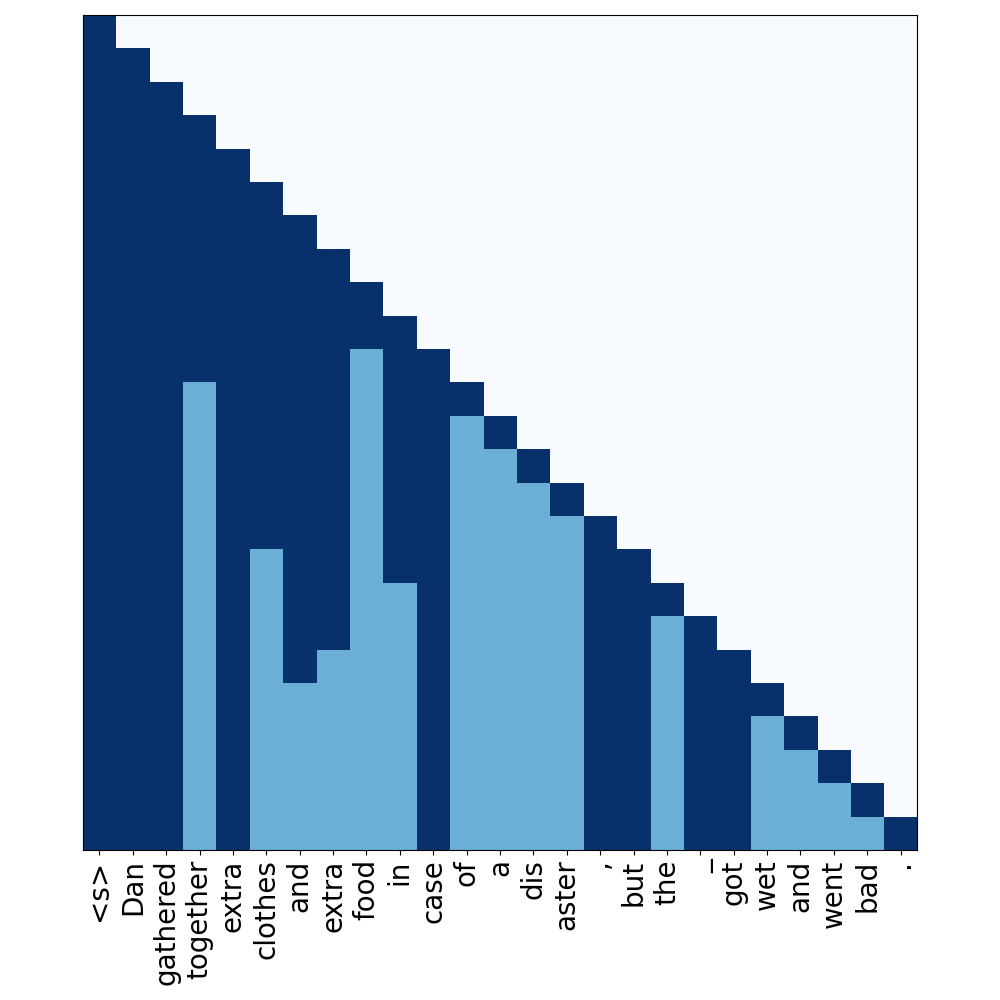 <s> Dan gathered together extra clothes and extra food in case of a dis aster , but the _ got wet and went bad .